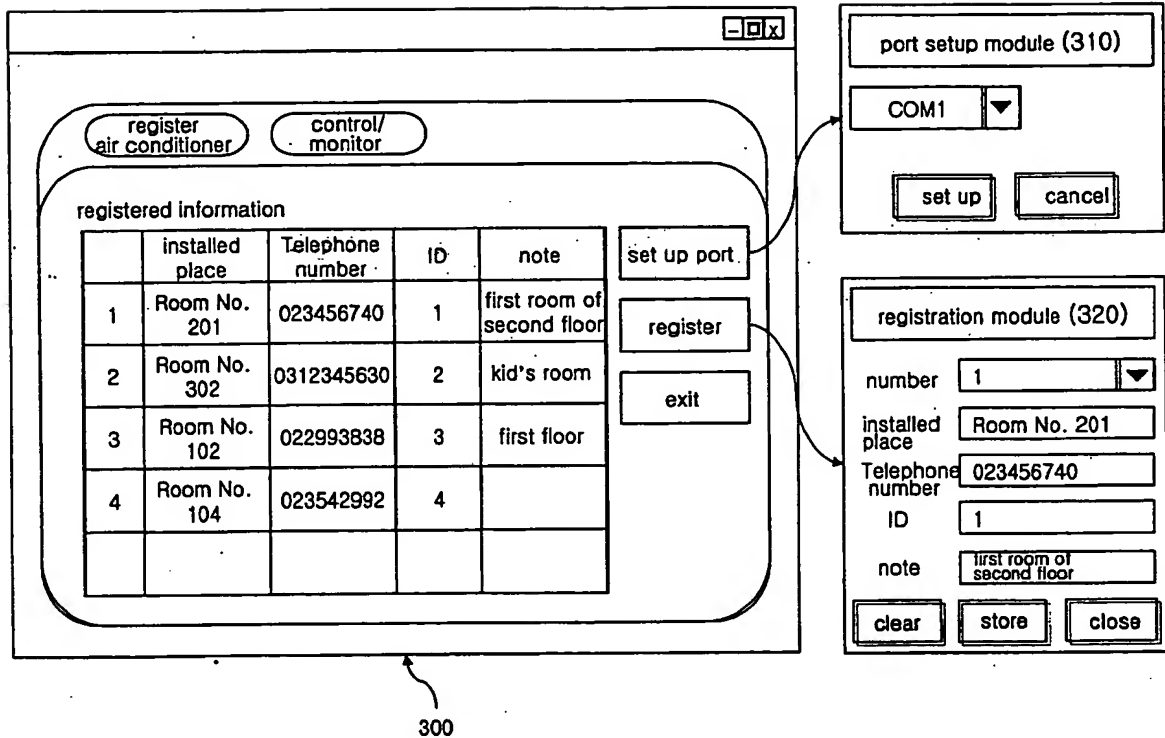 register
air conditioner
control/
monitor
registered information
installed
place
Telephone
number
ID
note
1
Room No.
201
023456740
1
first room of
second floor
2
Room No.
302
0312345630
2
kid's room
3
Room No.
102
022993838
3
first floor
4
Room No.
104
023542992
4
set up port
register
exit
300
port setup module (310)
COM1
set up
cancel
registration module (320)
number
1
installed
place
Room No. 201
Telephone
number
023456740
ID
1
note
first room of
second floor
clear
store
close